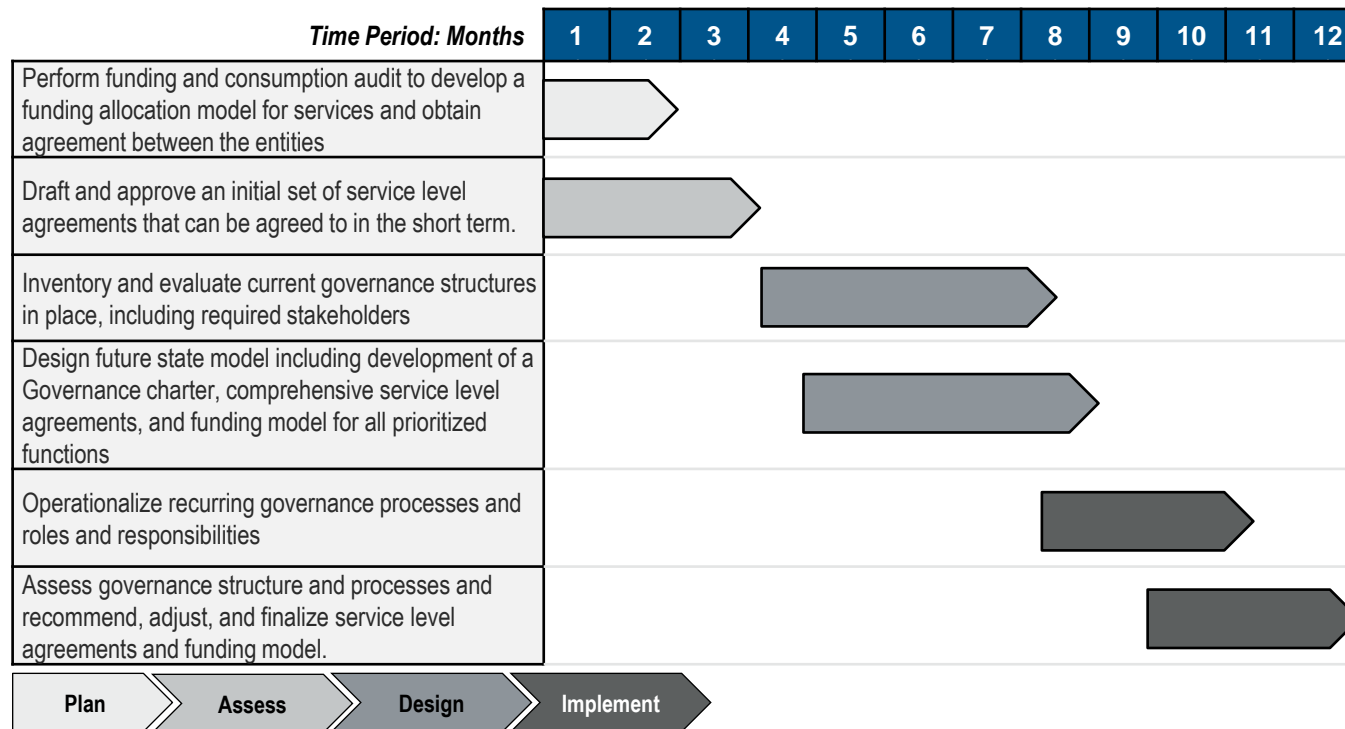 Time Period: Months 1 2 3 4 5 6 7 8 9 10 11 12
Perform funding and consumption audit to develop a
funding allocation model for services and obtain
agreement between the entities
Draft and approve an initial set of service level
agreements that can be agreed to in the short term.
Inventory and evaluate current governance structures
in place, including required stakeholders
Design future state model including development of a
Governance charter, comprehensive service level
agreements, and funding model for all prioritized
functions
Operationalize recurring governance processes and
roles and responsibilities
Assess governance structure and processes and
recommend, adjust, and finalize service level
agreements and funding model.
Plan Assess Design Implement